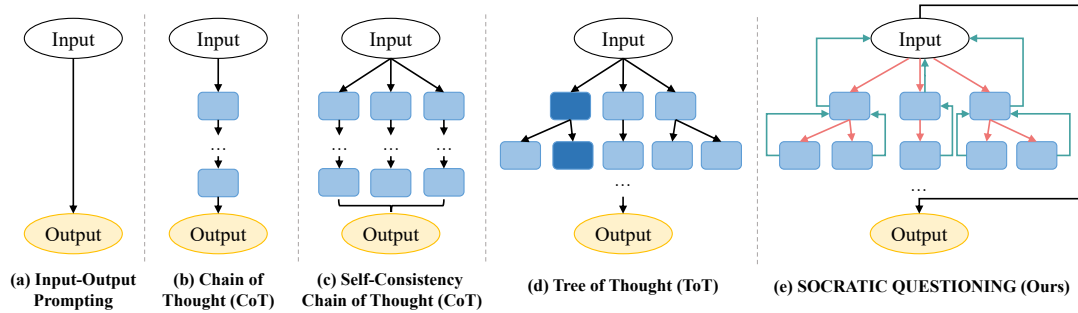 Input
Input
Input
Input
Input
...
...
...
...
...
...
Output
Output
Output
Output
Output
(a) Input-Output
Prompting
(b) Chain of
Thought (CoT)
(c) Self-Consistency
Chain of Thought (CoT)
(d) Tree of Thought (ToT)
(e) SOCRATIC QUESTIONING (Ours)